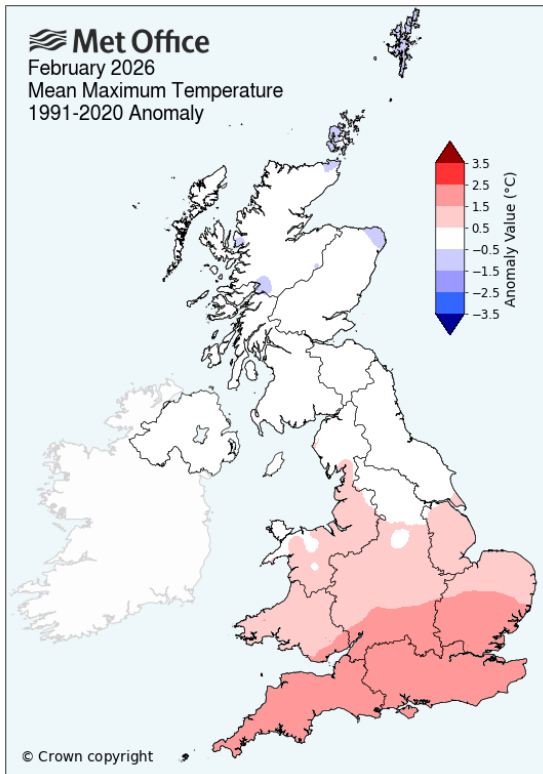 Met Office
February 2026
Mean Maximum Temperature
1991-2020 Anomaly
3.5
2.5
1.5
0.5
−0.5
−1.5
−2.5
−3.5
Anomaly Value (°C)
© Crown copyright